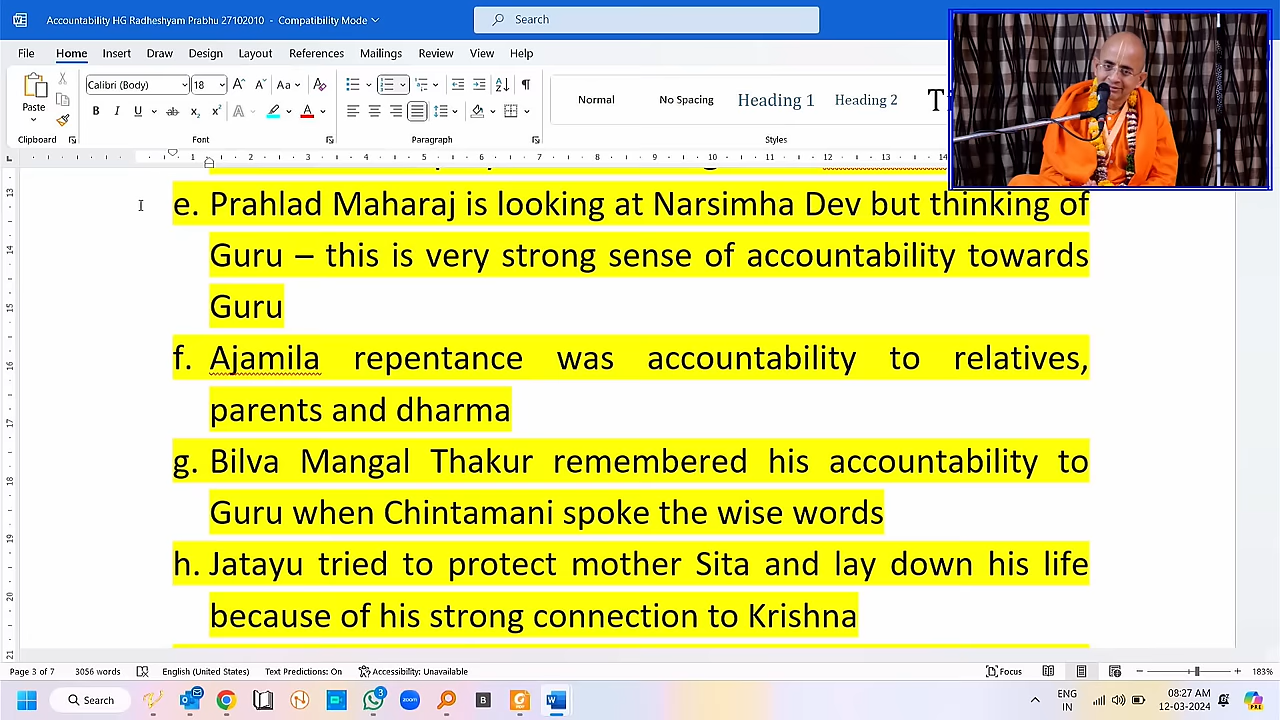 Accountability HG Radheshyam Prabhu 27102010 - Compatibility Mode
Search
File Home Insert Draw Design Layout References Mailings Review View Help
Calibri (Body) 18
Paste
Normal No Spacing Heading 1 Heading 2
Clipboard Font Paragraph Styles
e. Prahlad Maharaj is looking at Narsimha Dev but thinking of
Guru – this is very strong sense of accountability towards
Guru
f. Ajamila repentance was accountability to relatives,
parents and dharma
g. Bilva Mangal Thakur remembered his accountability to
Guru when Chintamani spoke the wise words
h. Jatayu tried to protect mother Sita and lay down his life
because of his strong connection to Krishna
Page 3 of 7 3056 words English (United States) Text Predictions: On Accessibility: Unavailable Focus 183%
Search
ENG 08:27 AM
IN 12-03-2024